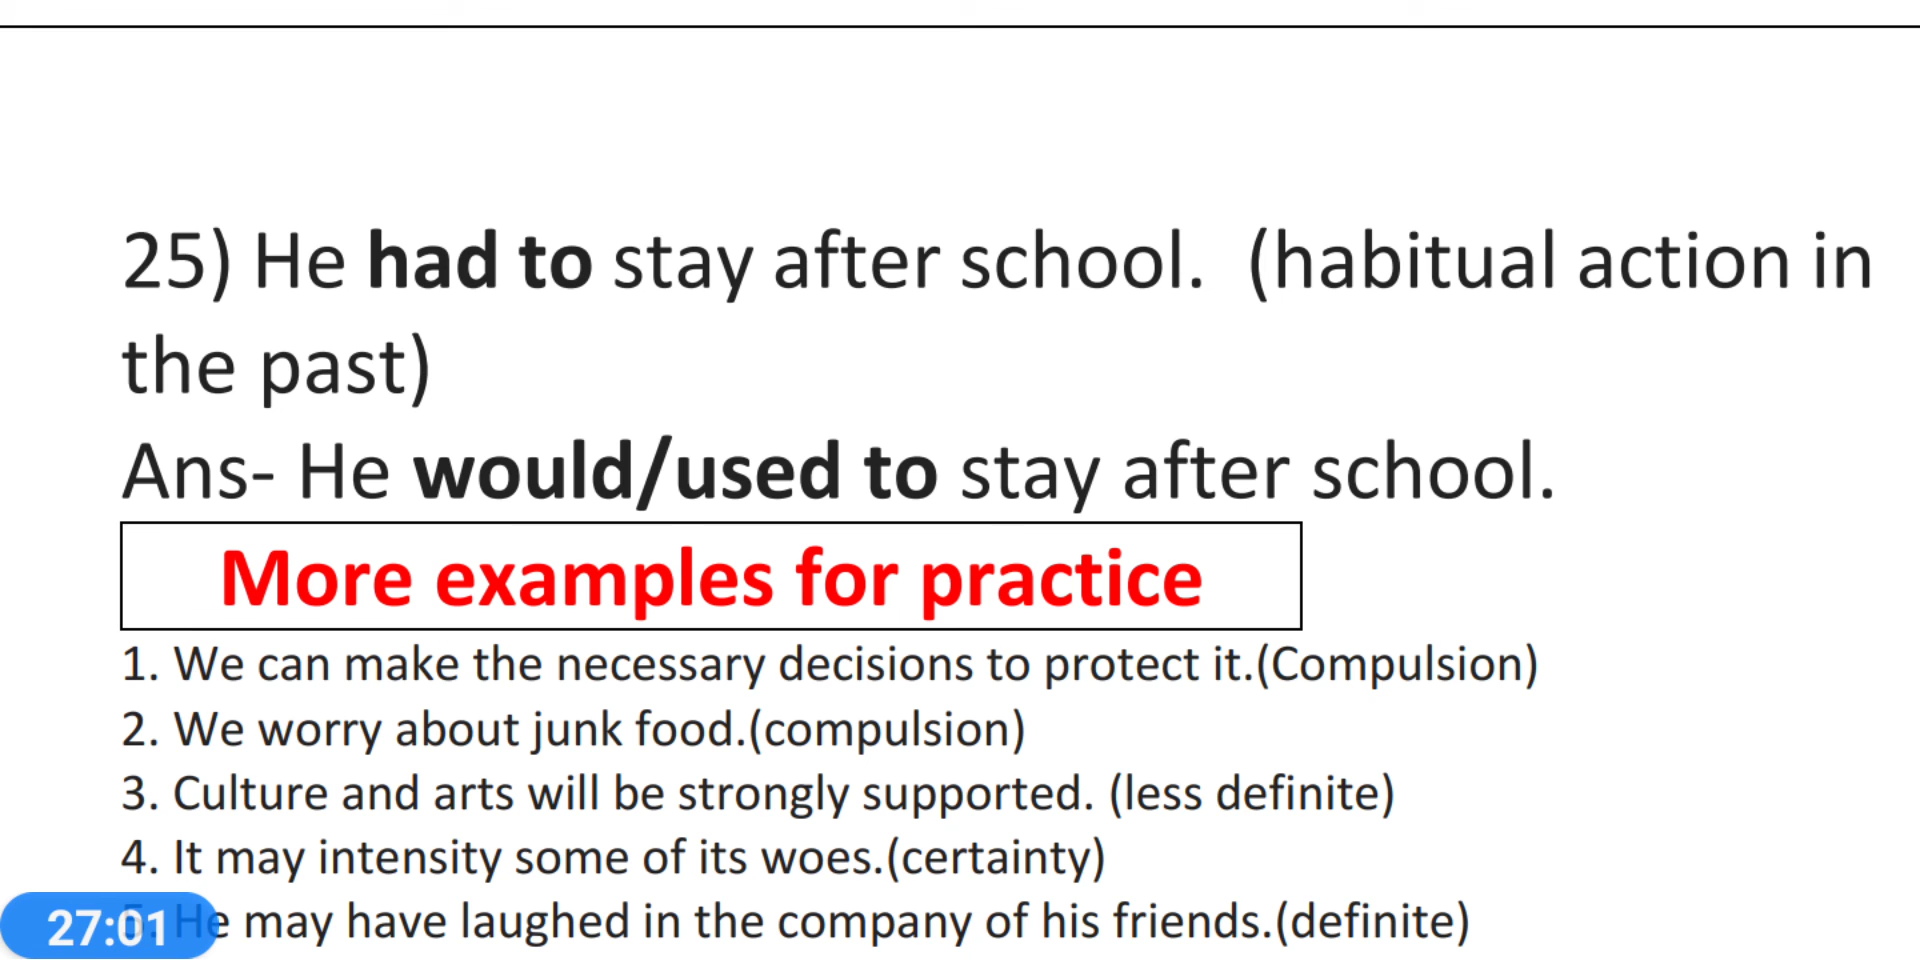 25) He had to stay after school. (habitual action in
the past)
Ans- He would/used to stay after school.
More examples for practice
1. We can make the necessary decisions to protect it.(Compulsion)
2. We worry about junk food.(compulsion)
3. Culture and arts will be strongly supported. (less definite)
4. It may intensity some of its woes.(certainty)
5. He may have laughed in the company of his friends.(definite)
27:01